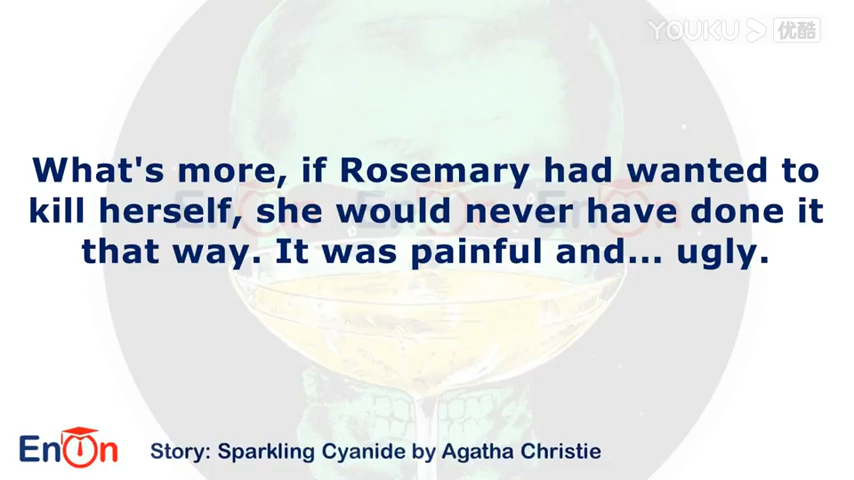 YOUKU 优酷
What's more, if Rosemary had wanted to
kill herself, she would never have done it
that way. It was painful and... ugly.
EnOn
Story: Sparkling Cyanide by Agatha Christie